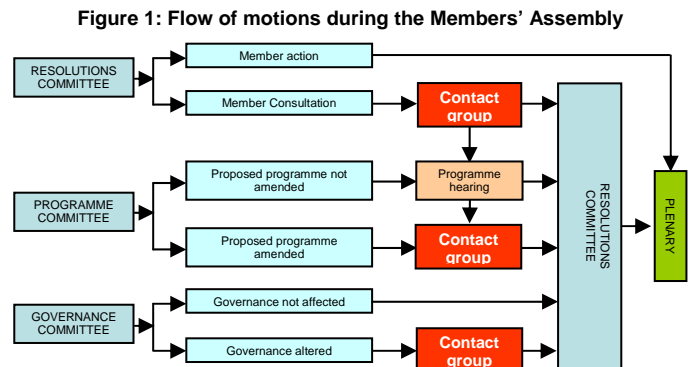 Figure 1: Flow of motions during the Members' Assembly
RESOLUTIONS
COMMITTEE
Member action
Member Consultation
Contact
group
PROGRAMME
COMMITTEE
Proposed programme not
amended
Programme
hearing
Proposed programme
amended
Contact
group
GOVERNANCE
COMMITTEE
Governance not affected
Governance altered
Contact
group
RESOLUTIONS
COMMITTEE
PLENARY